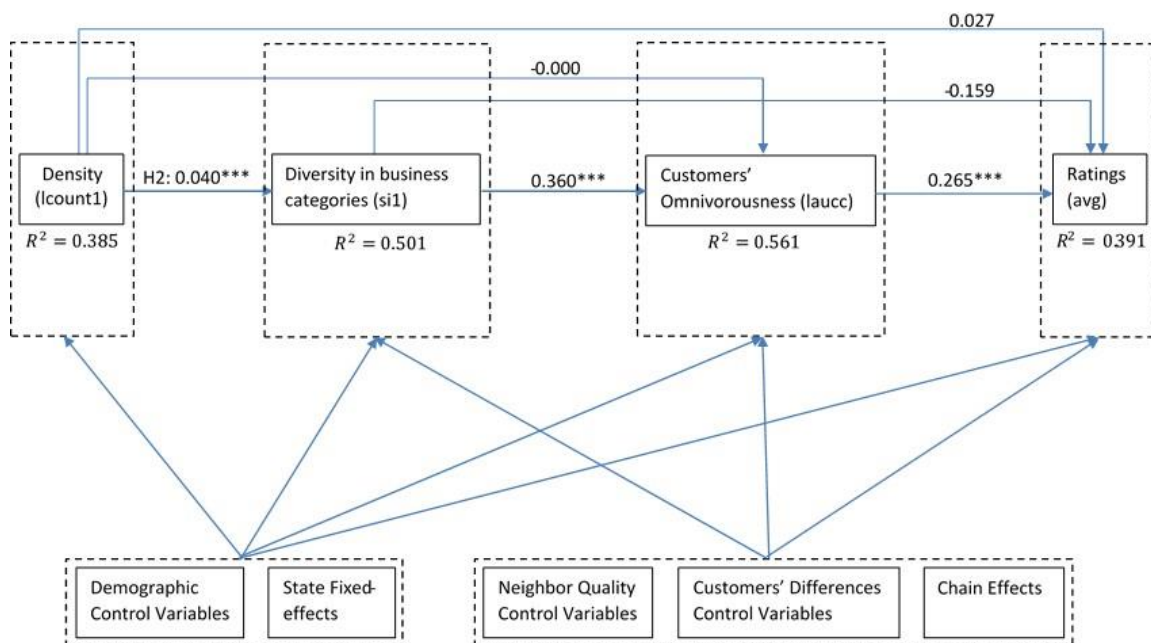 0.027
-0.000
-0.159
Density
(lcount1)
H2: 0.040***
Diversity in business
categories (si1)
0.360***
Customers’
Omnivorousness (laucc)
0.265***
Ratings
(avg)
R² = 0.385
R² = 0.501
R² = 0.561
R² = 0391
Demographic
Control Variables
State Fixed-
effects
Neighbor Quality
Control Variables
Customers’ Differences
Control Variables
Chain Effects